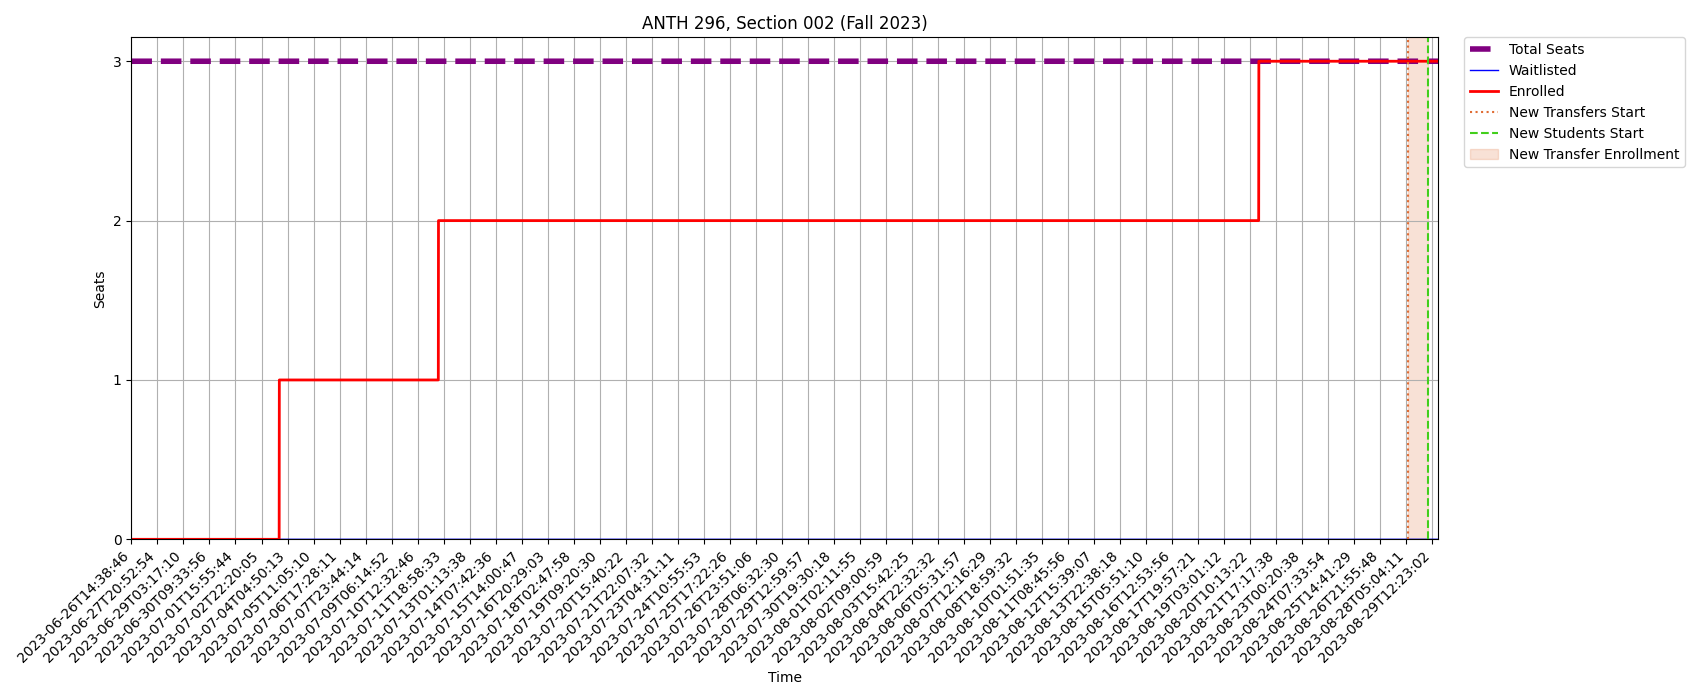 ANTH 296, Section 002 (Fall 2023)
Total Seats
Waitlisted
Enrolled
New Transfers Start
New Students Start
New Transfer Enrollment
Seats
3
2
1
0
2023-06-26T14:38:46
2023-06-27T20:52:54
2023-06-29T03:17:10
2023-06-30T09:33:56
2023-07-01T15:55:44
2023-07-02T22:20:05
2023-07-04T04:50:13
2023-07-05T11:05:10
2023-07-06T17:28:11
2023-07-07T23:44:14
2023-07-09T06:14:52
2023-07-10T12:32:46
2023-07-11T18:58:33
2023-07-13T01:13:38
2023-07-14T07:42:36
2023-07-15T14:00:47
2023-07-16T20:29:03
2023-07-18T02:47:58
2023-07-19T09:20:30
2023-07-20T15:40:22
2023-07-21T22:07:32
2023-07-23T04:31:11
2023-07-24T10:55:53
2023-07-25T17:22:26
2023-07-26T23:51:06
2023-07-28T06:32:30
2023-07-29T12:59:57
2023-07-30T19:30:18
2023-08-01T02:11:55
2023-08-02T09:00:59
2023-08-03T15:42:25
2023-08-04T22:32:32
2023-08-06T05:31:57
2023-08-07T12:16:29
2023-08-08T18:59:32
2023-08-10T01:51:35
2023-08-11T08:45:56
2023-08-12T15:39:07
2023-08-13T22:38:18
2023-08-15T05:51:10
2023-08-16T12:53:56
2023-08-17T19:57:21
2023-08-19T03:01:12
2023-08-20T10:13:22
2023-08-21T17:17:38
2023-08-23T00:20:38
2023-08-24T07:33:54
2023-08-25T14:41:29
2023-08-26T21:55:48
2023-08-28T05:04:11
2023-08-29T12:23:02
Time